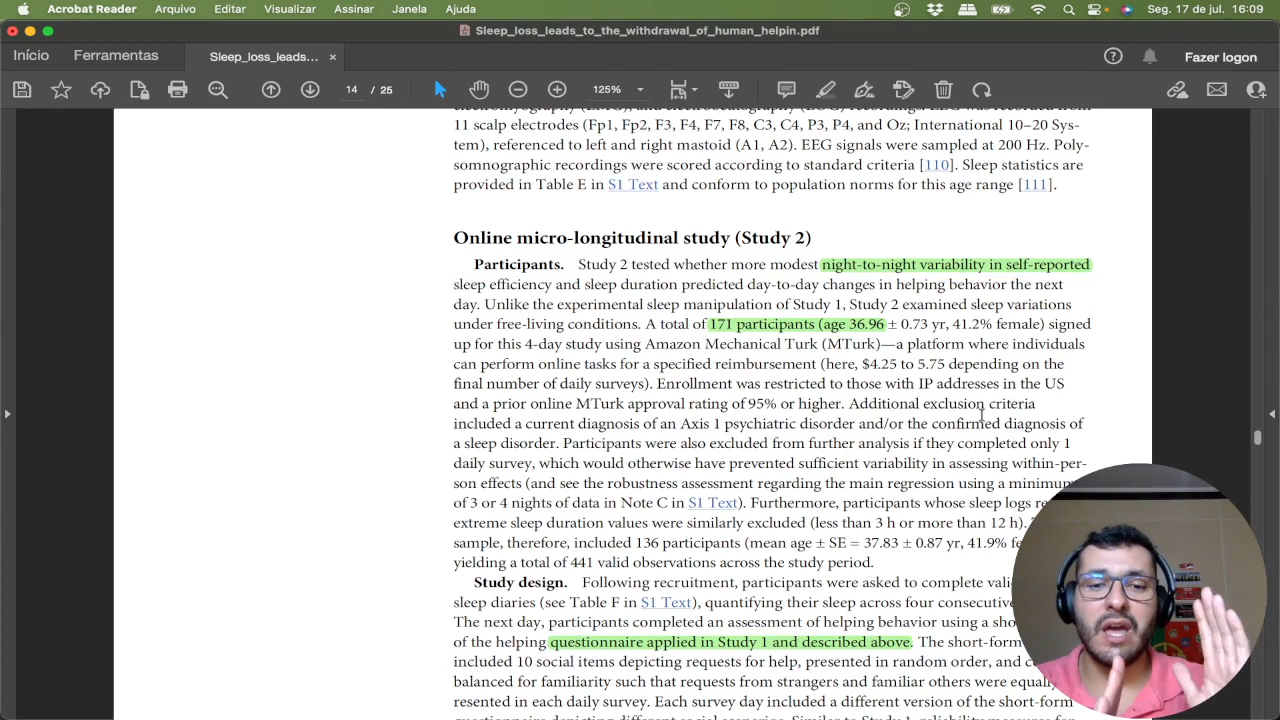 Acrobat Reader Arquivo Editar Visualizar Assinar Janela Ajuda Seg. 17 de jul. 16:09
Sleep_loss_leads_to_the_withdrawal_of_human_helpin.pdf
Início Ferramentas Sleep_loss_leads... × Fazer logon
14 / 25 125%
11 scalp electrodes (Fp1, Fp2, F3, F4, F7, F8, C3, C4, P3, P4, and Oz; International 10–20 Sys-
tem), referenced to left and right mastoid (A1, A2). EEG signals were sampled at 200 Hz. Poly-
somnographic recordings were scored according to standard criteria [110]. Sleep statistics are
provided in Table E in S1 Text and conform to population norms for this age range [111].
Online micro-longitudinal study (Study 2)
Participants. Study 2 tested whether more modest night-to-night variability in self-reported
sleep efficiency and sleep duration predicted day-to-day changes in helping behavior the next
day. Unlike the experimental sleep manipulation of Study 1, Study 2 examined sleep variations
under free-living conditions. A total of 171 participants (age 36.96 ± 0.73 yr, 41.2% female) signed
up for this 4-day study using Amazon Mechanical Turk (MTurk)—a platform where individuals
can perform online tasks for a specified reimbursement (here, $4.25 to 5.75 depending on the
final number of daily surveys). Enrollment was restricted to those with IP addresses in the US
and a prior online MTurk approval rating of 95% or higher. Additional exclusion criteria
included a current diagnosis of an Axis 1 psychiatric disorder and/or the confirmed diagnosis of
a sleep disorder. Participants were also excluded from further analysis if they completed only 1
daily survey, which would otherwise have prevented sufficient variability in assessing within-per-
son effects (and see the robustness assessment regarding the main regression using a minimum
of 3 or 4 nights of data in Note C in S1 Text). Furthermore, participants whose sleep logs
extreme sleep duration values were similarly excluded (less than 3 h or more than 12 h).
sample, therefore, included 136 participants (mean age ± SE = 37.83 ± 0.87 yr, 41.9%
yielding a total of 441 valid observations across the study period.
Study design. Following recruitment, participants were asked to complete
sleep diaries (see Table F in S1 Text), quantifying their sleep across four consecutive
The next day, participants completed an assessment of helping behavior using a
of the helping questionnaire applied in Study 1 and described above. The short-form
included 10 social items depicting requests for help, presented in random order, and
balanced for familiarity such that requests from strangers and familiar others were
resented in each daily survey. Each survey day included a different version of the short-form